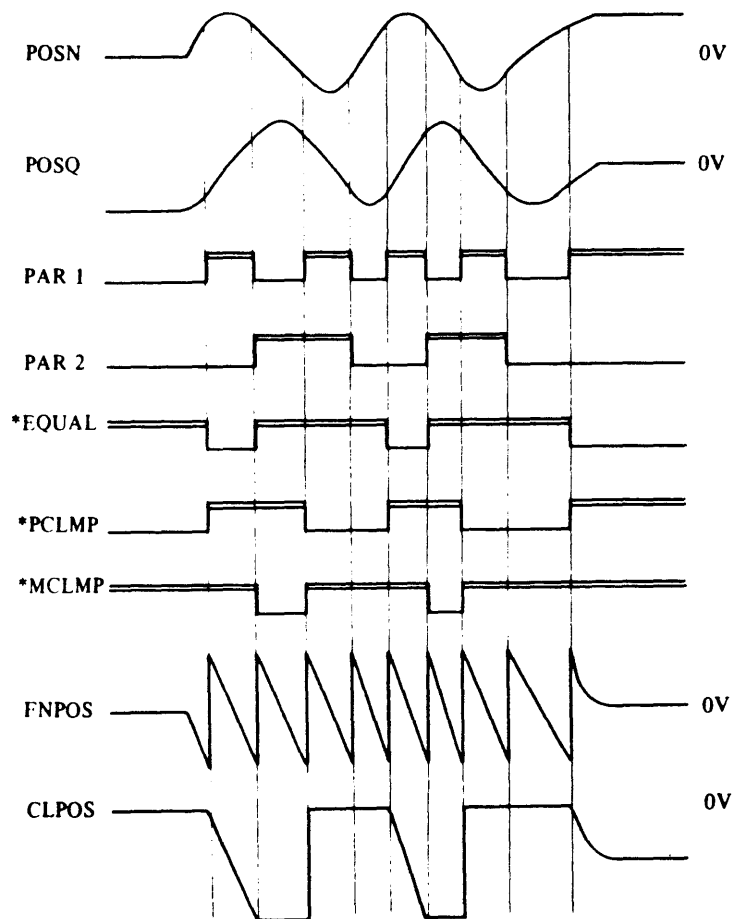 POSN 0V
POSQ 0V
PAR 1
PAR 2
*EQUAL
*PCLMP
*MCLMP
FNPOS 0V
CLPOS 0V